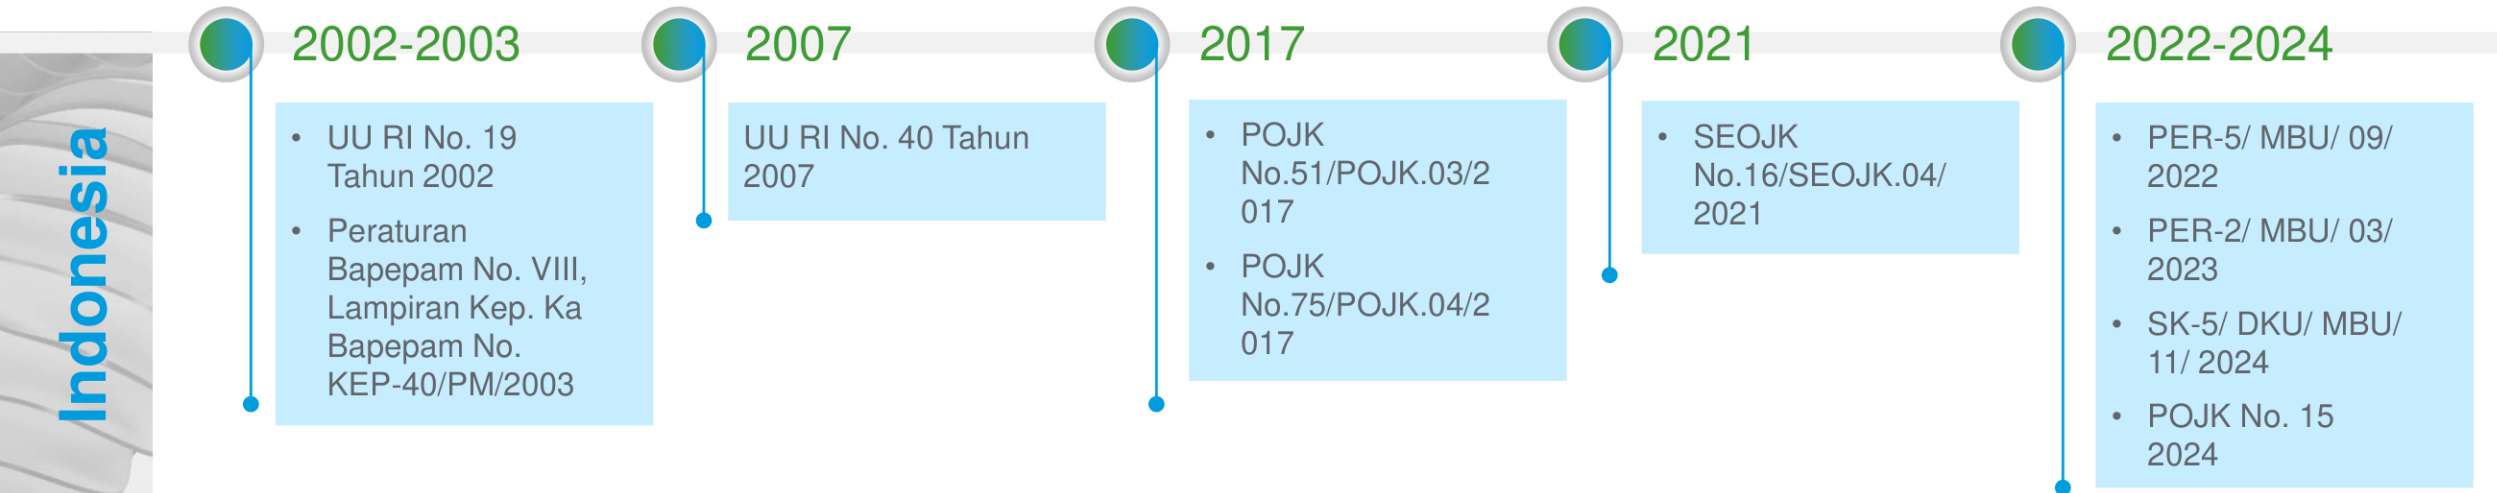 Indonesia
2002-2003
• UU RI No. 19
Tahun 2002
• Peraturan
Bapepam No. VIII,
Lampiran Kep. Ka
Bapepam No.
KEP-40/PM/2003
2007
UU RI No. 40 Tahun
2007
2017
• POJK
No.51/POJK.03/2
017
• POJK
No.75/POJK.04/2
017
2021
• SEOJK
No.16/SEOJK.04/
2021
2022-2024
• PER-5/ MBU/ 09/
2022
• PER-2/ MBU/ 03/
2023
• SK-5/ DKU/ MBU/
11/ 2024
• POJK No. 15
2024